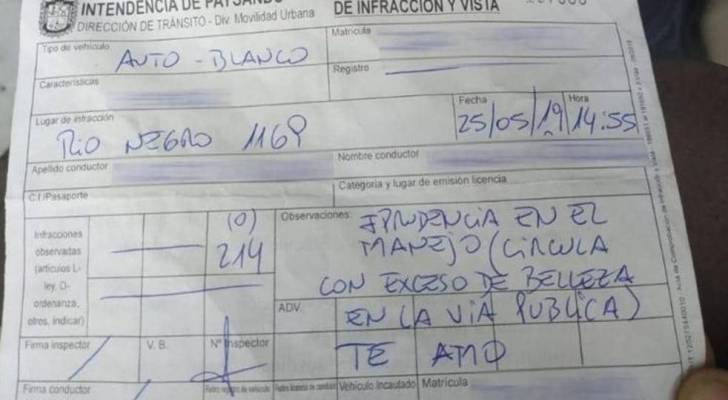 INTENDENCIA DE PAYSANDÚ
DE INFRACCIÓN Y VISTA
DIRECCIÓN DE TRÁNSITO - Div. Movilidad Urbana
Tipo de vehículo
AUTO - BLANCO
Matrícula
Características
Registro
Lugar de infracción
RIO NEGRO 1169
Fecha
25/05/19
Hora
14:55
Apellido conductor
Nombre conductor
C.I/Pasaporte
Categoría y lugar de emisión licencia
Infracciones
observadas
(artículos L-
ley, O-
ordenanza,
otros, indicar)
(O)
214
Observaciones:
IPRUDENCIA EN EL
MANEJO (CIRCULA
CON EXCESO DE BELLEZA
ADV.
EN LA VIA PUBLICA)
Firma inspector
V. B.
N° Inspector
TE AMO
Firma conductor
Vehículo incautado
Matrícula